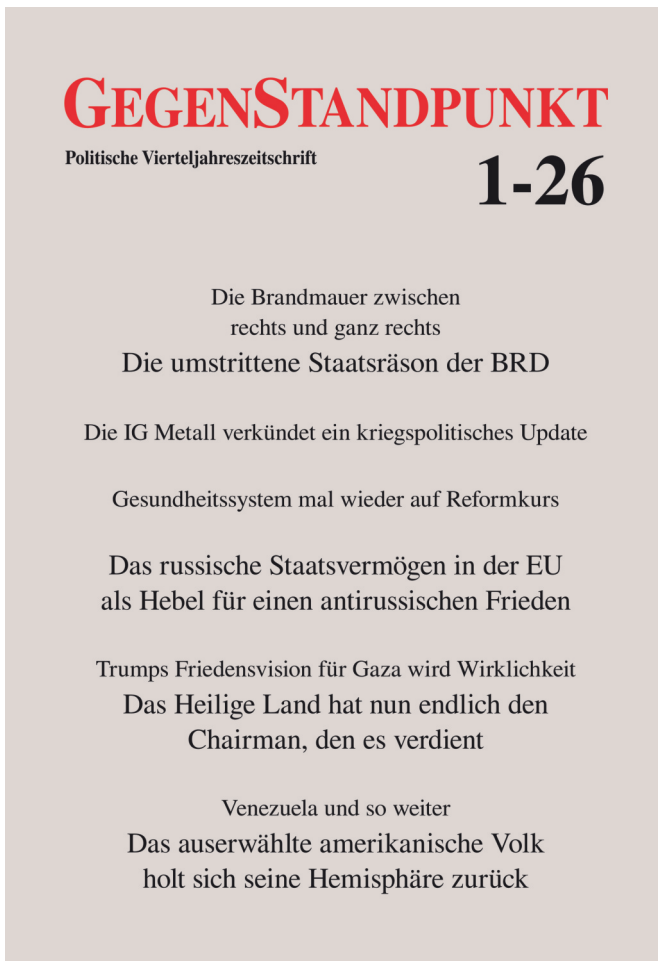 GEGENSTANDPUNKT
Politische Vierteljahreszeitschrift
1-26
Die Brandmauer zwischen
rechts und ganz rechts
Die umstrittene Staatsräson der BRD
Die IG Metall verkündet ein kriegspolitisches Update
Gesundheitssystem mal wieder auf Reformkurs
Das russische Staatsvermögen in der EU
als Hebel für einen antirussischen Frieden
Trumps Friedensvision für Gaza wird Wirklichkeit
Das Heilige Land hat nun endlich den
Chairman, den es verdient
Venezuela und so weiter
Das auserwählte amerikanische Volk
holt sich seine Hemisphäre zurück